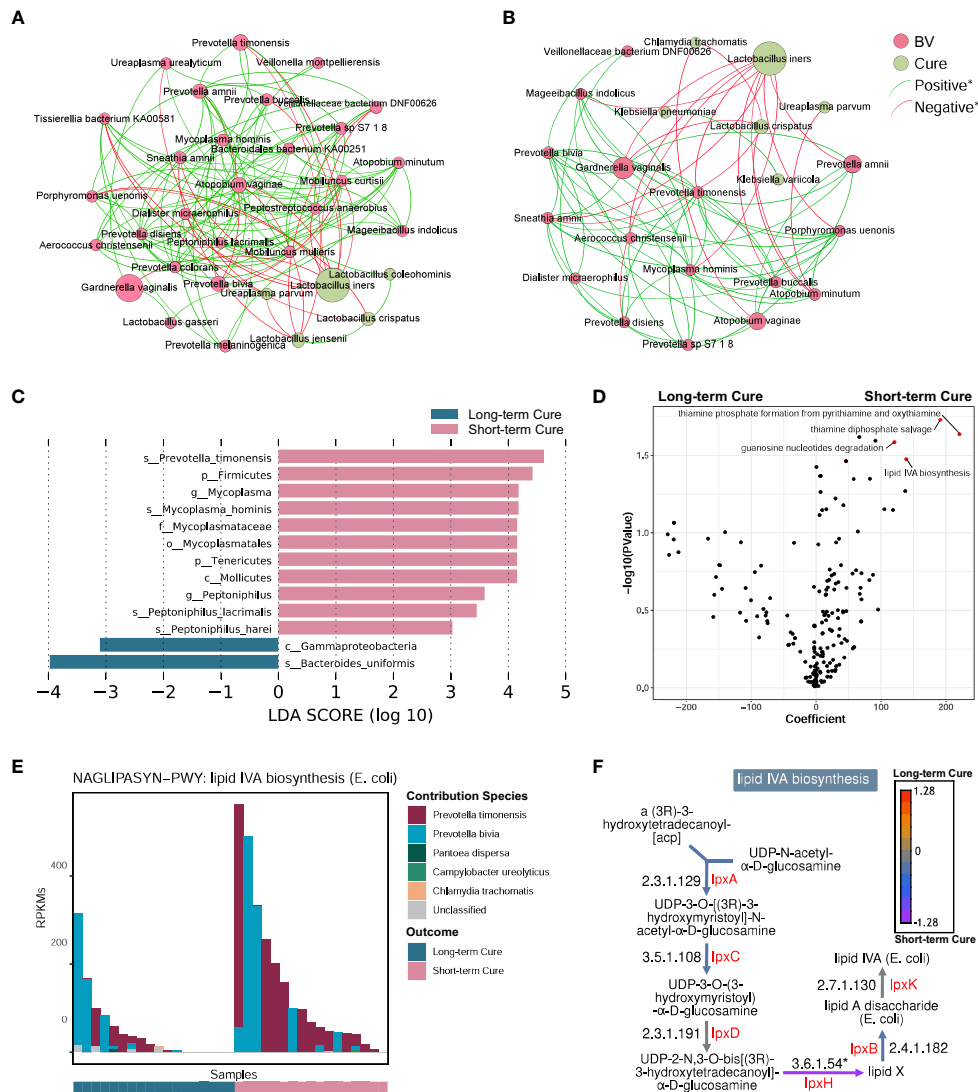 A
Prevotella timonensis
Ureaplasma urealyticum
Veillonella montpellierensis
Prevotella amnii
Prevotella buccalis
Veillonellaceae bacterium DNF00626
Tissierellia bacterium KA00581
Prevotella sp S7 1 8
Mycoplasma hominis
Bacteroidales bacterium KA00251
Sneathia amnii
Atopobium minutum
Atopobium vaginae
Mobiluncus curtisii
Porphyromonas uenonis
Dialister micraerophilus
Peptostreptococcus anaerobius
Prevotella disiens
Mageeibacillus indolicus
Aerococcus christensenii
Peptoniphilus lacrimalis
Mobiluncus mulieris
Prevotella colorans
Lactobacillus coleohominis
Gardnerella vaginalis
Prevotella bivia
Lactobacillus iners
Ureaplasma parvum
Lactobacillus gasseri
Lactobacillus crispatus
Lactobacillus jensenii
Prevotella melaninogenica
B
Chlamydia trachomatis
Veillonellaceae bacterium DNF00626
Lactobacillus iners
Mageeibacillus indolicus
Klebsiella pneumoniae
Ureaplasma parvum
Lactobacillus crispatus
Prevotella bivia
Gardnerella vaginalis
Prevotella amnii
Klebsiella variicola
Prevotella timonensis
Sneathia amnii
Aerococcus christensenii
Porphyromonas uenonis
Mycoplasma hominis
Dialister micraerophilus
Prevotella buccalis
Atopobium minutum
Prevotella disiens
Atopobium vaginae
Prevotella sp S7 1 8
BV
Cure
Positive*
Negative*
C
Long-term Cure
Short-term Cure
s__Prevotella_timonensis
p__Firmicutes
g__Mycoplasma
s__Mycoplasma_hominis
f__Mycoplasmataceae
o__Mycoplasmatales
p__Tenericutes
c__Mollicutes
g__Peptoniphilus
s__Peptoniphilus_lacrimalis
s__Peptoniphilus_harei
c__Gammaproteobacteria
s__Bacteroides_uniformis
−4 −3 −2 −1 0 1 2 3 4 5
LDA SCORE (log 10)
D
Long-term Cure Short-term Cure
thiamine phosphate formation from pyrithiamine and oxythiamine
thiamine diphosphate salvage
guanosine nucleotides degradation
lipid IVA biosynthesis
−log10(PValue)
1.5
1.0
0.5
0.0
−200 −100 0 100 200
Coefficient
E
NAGLIPASYN−PWY: lipid IVA biosynthesis (E. coli)
RPKMs
400
200
0
Samples
Contribution Species
Prevotella timonensis
Prevotella bivia
Pantoea dispersa
Campylobacter ureolyticus
Chlamydia trachomatis
Unclassified
Outcome
Long-term Cure
Short-term Cure
F
lipid IVA biosynthesis
Long-term Cure
1.28
0
-1.28
Short-term Cure
a (3R)-3-
hydroxytetradecanoyl-
[acp]
UDP-N-acetyl-
α-D-glucosamine
2.3.1.129 lpxA
UDP-3-O-[(3R)-3-
hydroxymyristoyl]-N-
acetyl-α-D-glucosamine
3.5.1.108 lpxC
UDP-3-O-(3-
hydroxymyristoyl)
-α-D-glucosamine
2.3.1.191 lpxD
UDP-2-N,3-O-bis[(3R)-
3-hydroxytetradecanoyl]-
α-D-glucosamine
3.6.1.54*
lpxH
lipid X
lpxB 2.4.1.182
lipid A disaccharide
(E. coli)
2.7.1.130 lpxK
lipid IVA (E. coli)